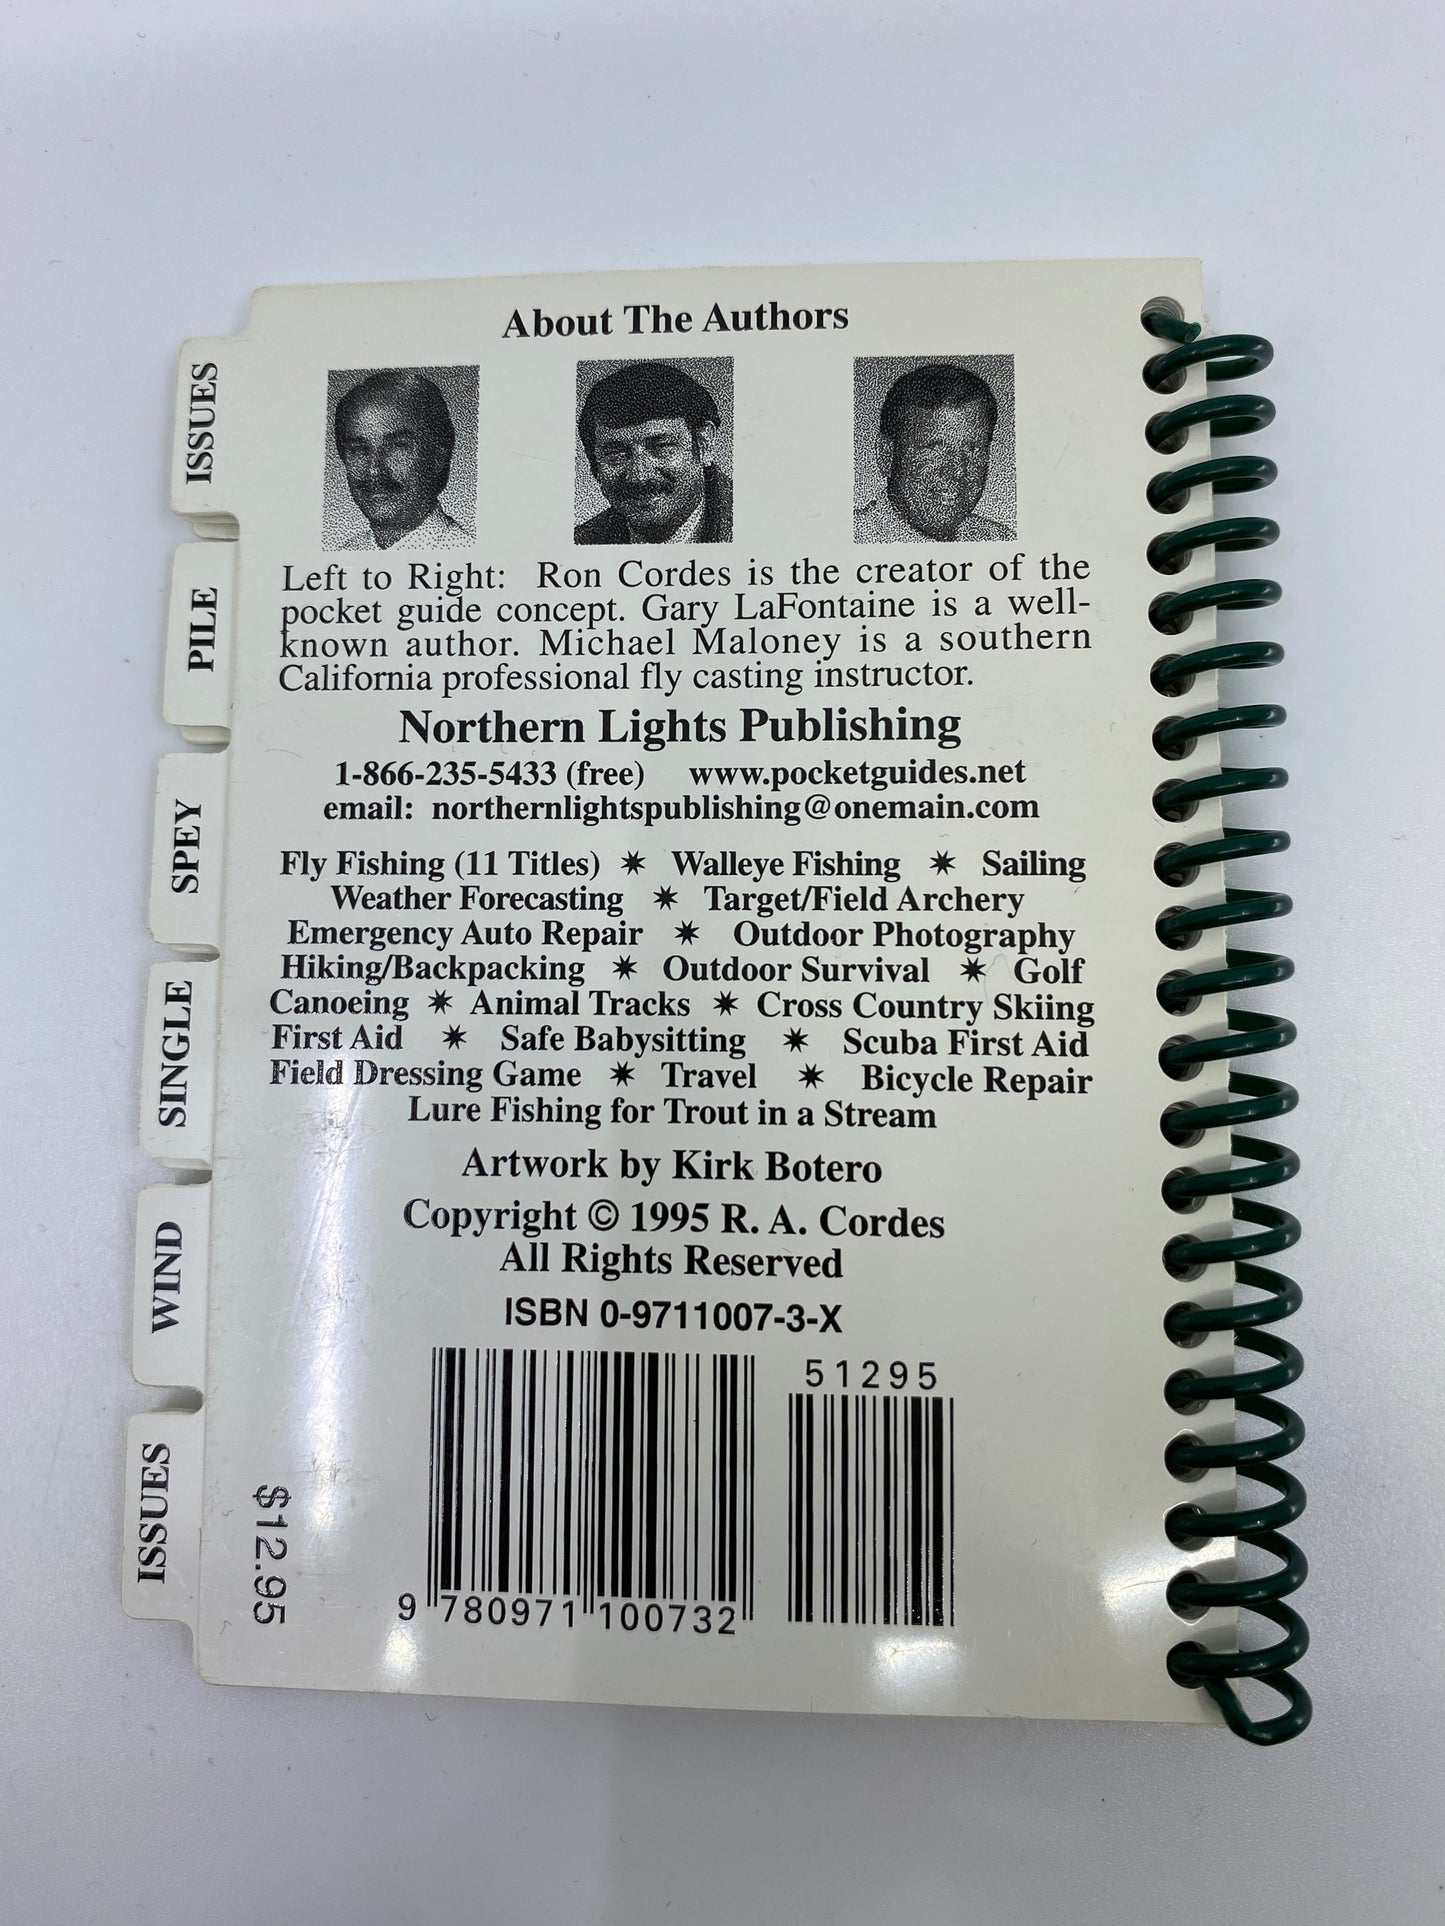 About The Authors
Left to Right: Ron Cordes is the creator of the
pocket guide concept. Gary LaFontaine is a well-
known author. Michael Maloney is a southern
California professional fly casting instructor.
Northern Lights Publishing
1-866-235-5433 (free) www.pocketguides.net
email: northernlightspublishing@onemain.com
Fly Fishing (11 Titles) ✷ Walleye Fishing ✷ Sailing
Weather Forecasting ✷ Target/Field Archery
Emergency Auto Repair ✷ Outdoor Photography
Hiking/Backpacking ✷ Outdoor Survival ✷ Golf
Canoeing ✷ Animal Tracks ✷ Cross Country Skiing
First Aid ✷ Safe Babysitting ✷ Scuba First Aid
Field Dressing Game ✷ Travel ✷ Bicycle Repair
Lure Fishing for Trout in a Stream
Artwork by Kirk Botero
Copyright © 1995 R. A. Cordes
All Rights Reserved
ISBN 0-9711007-3-X
51295
9 780971 100732
$12.95
ISSUES
PILE
SPEY
SINGLE
WIND
ISSUES